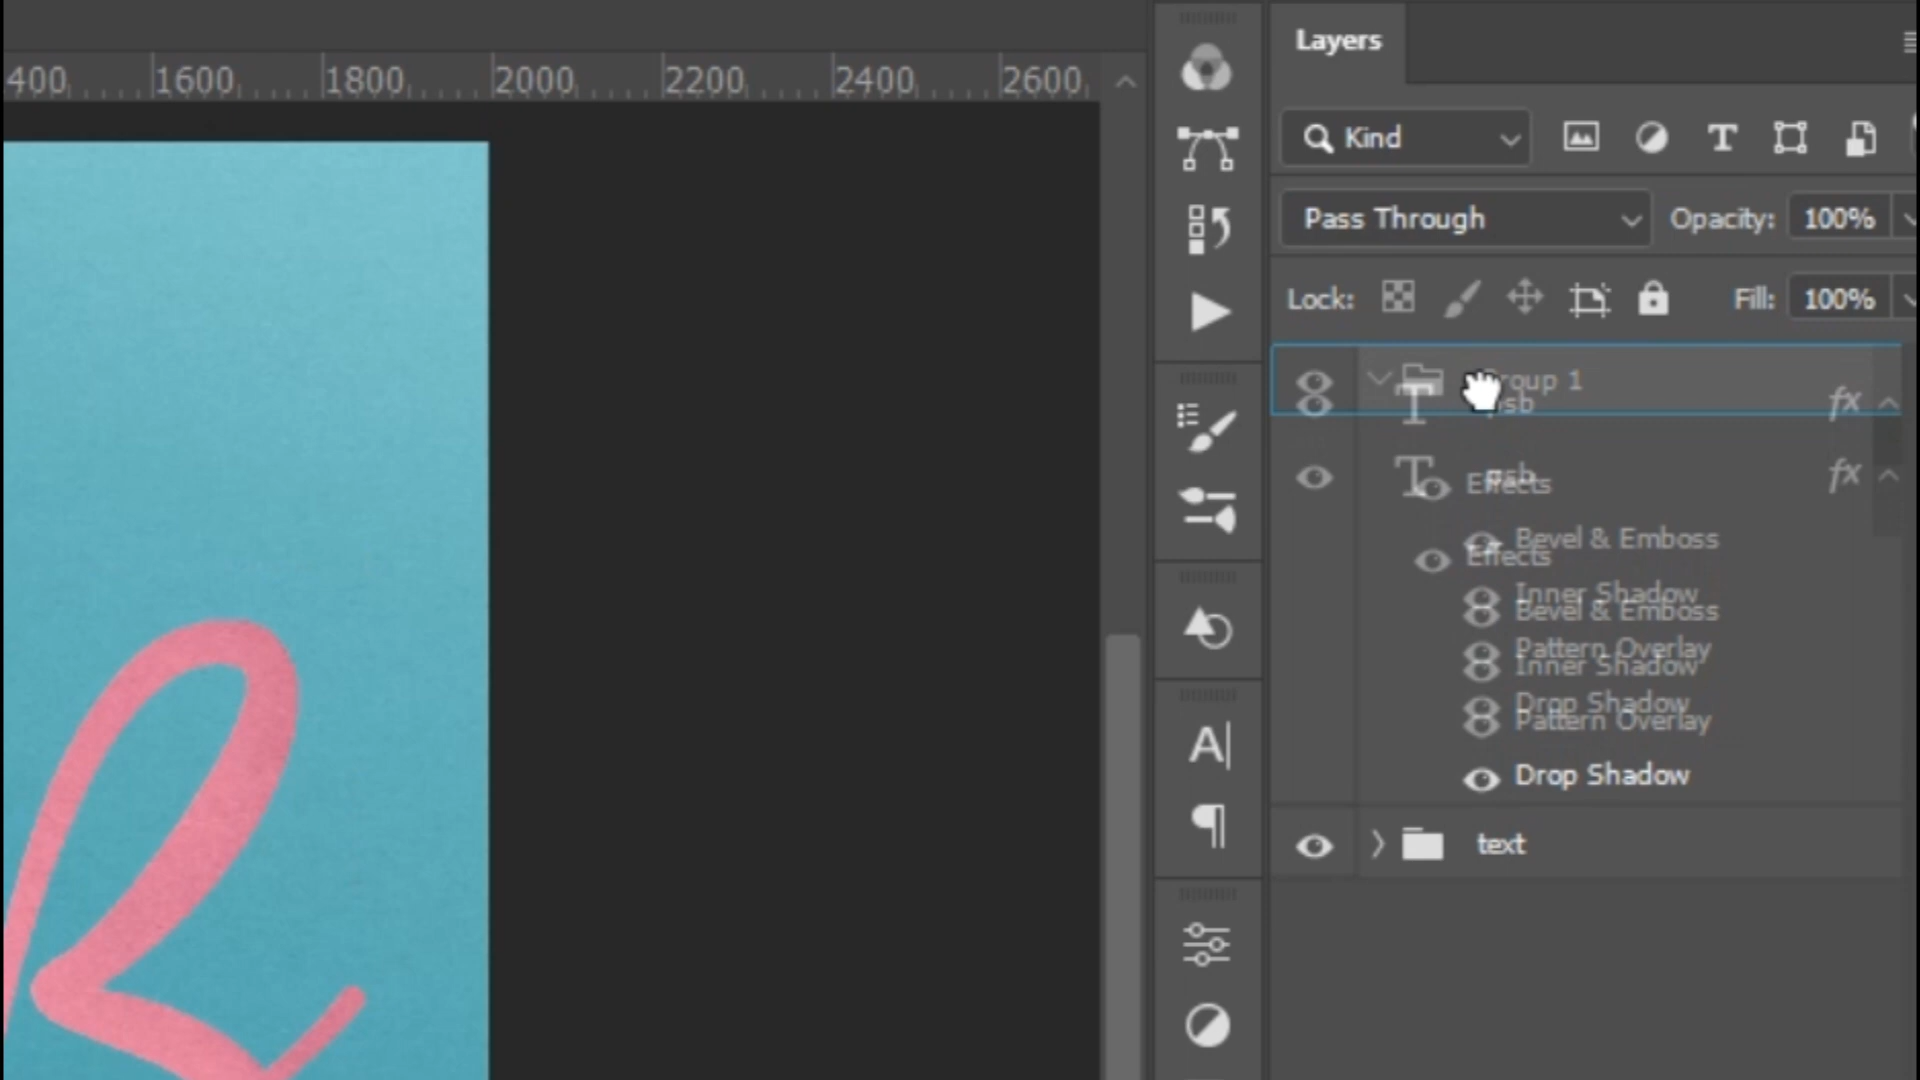 Layers
400 1600 1800 2000 2200 2400 2600
Kind
Pass Through Opacity: 100%
Lock: Fill: 100%
Group 1
psb fx
psb fx
Effects
Bevel & Emboss
Effects
Inner Shadow
Bevel & Emboss
Pattern Overlay
Inner Shadow
Drop Shadow
Pattern Overlay
Drop Shadow
text